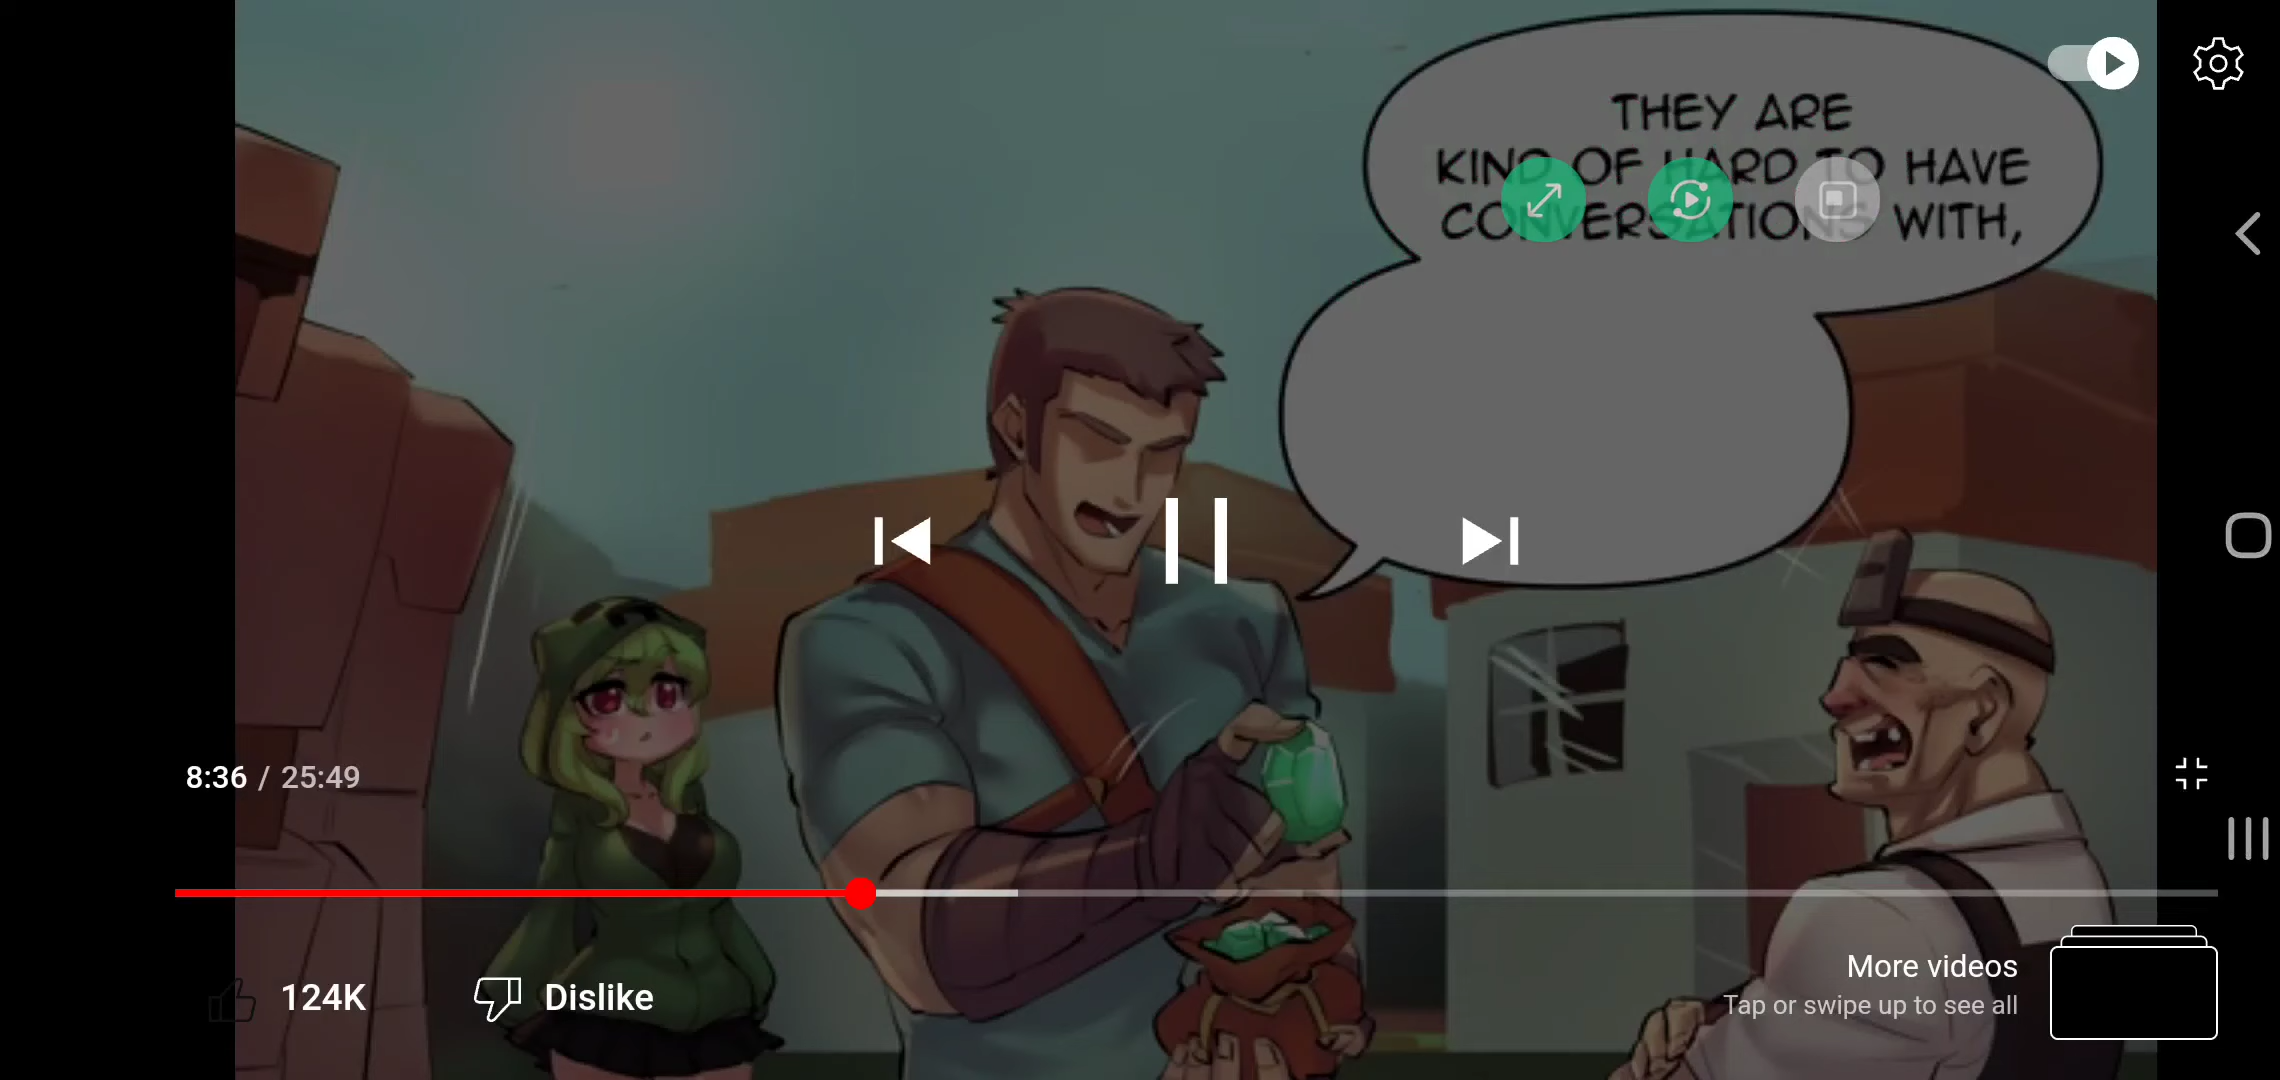 THEY ARE
KIND OF HARD TO HAVE
CONVERSATIONS WITH,
8:36 / 25:49
124K
Dislike
More videos
Tap or swipe up to see all